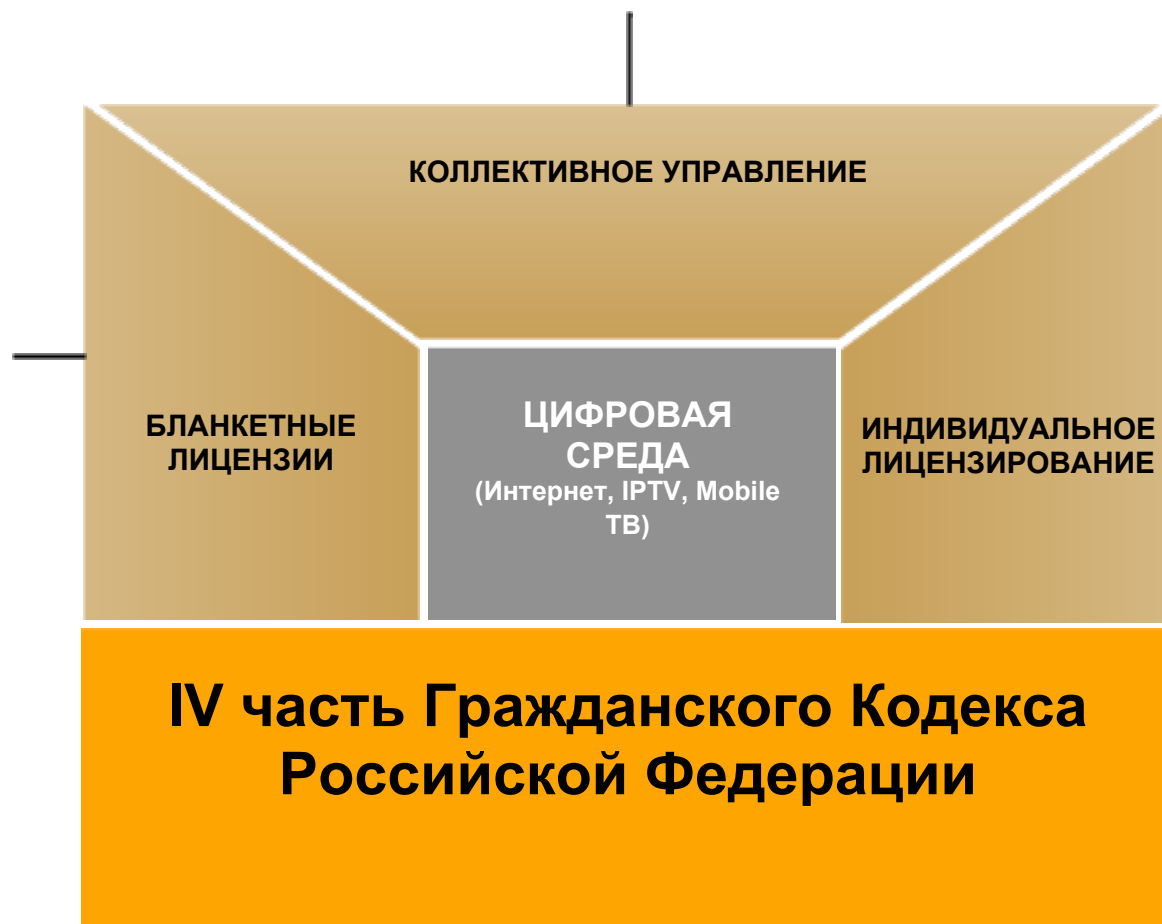 КОЛЛЕКТИВНОЕ УПРАВЛЕНИЕ
БЛАНКЕТНЫЕ
ЛИЦЕНЗИИ
ЦИФРОВАЯ
СРЕДА
(Интернет, IPTV, Mobile
ТВ)
ИНДИВИДУАЛЬНОЕ
ЛИЦЕНЗИРОВАНИЕ
IV часть Гражданского Кодекса
Российской Федерации